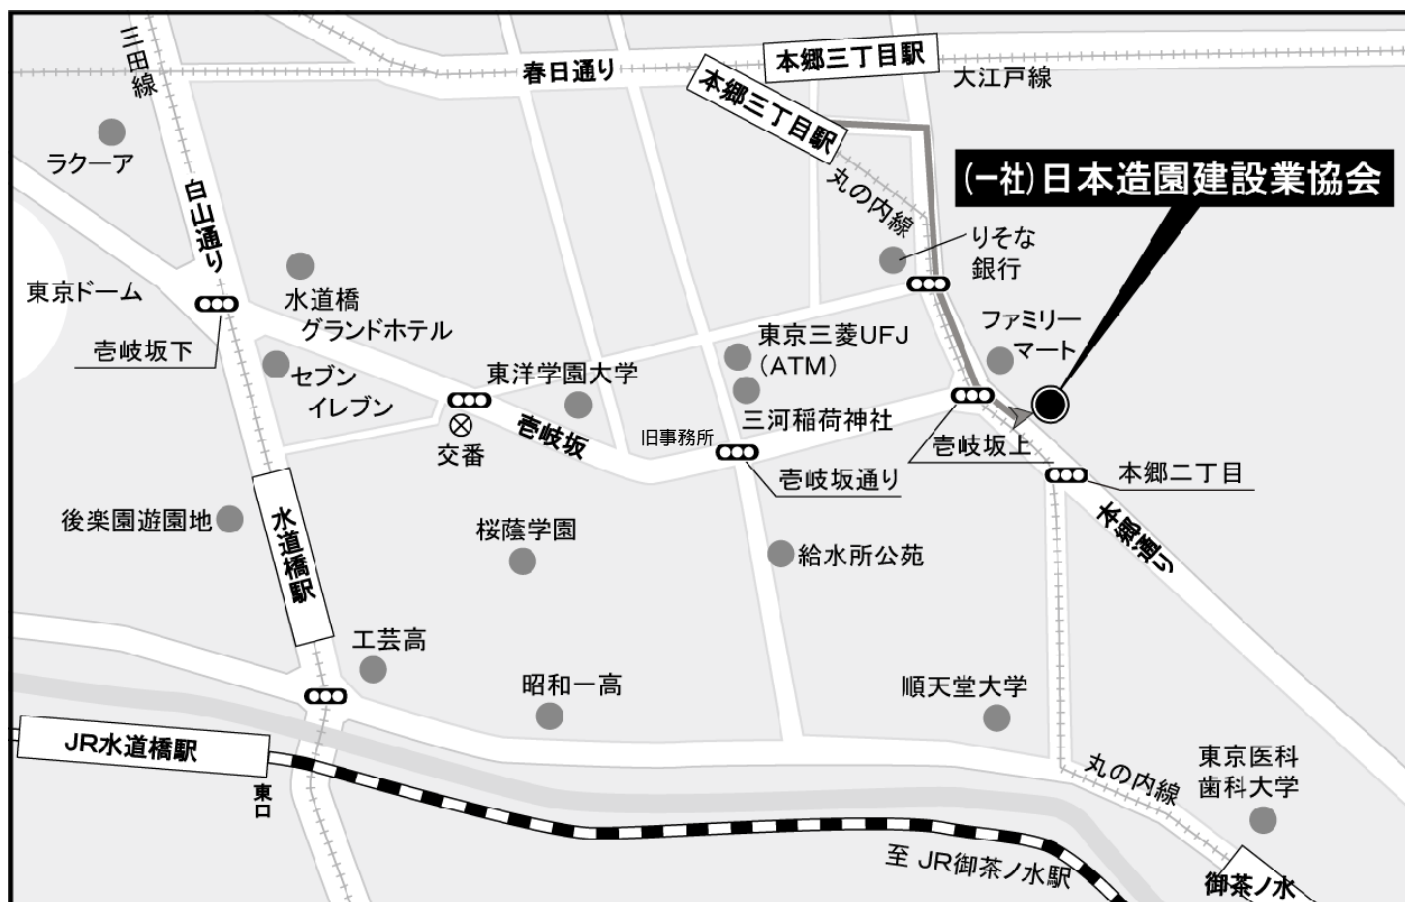 三田線
春日通り
本郷三丁目駅
本郷三丁目駅
大江戸線
ラクーア
白山通り
丸の内線
(一社)日本造園建設業協会
りそな
銀行
東京ドーム
水道橋
グランドホテル
壱岐坂下
セブン
イレブン
東洋学園大学
東京三菱UFJ
(ATM)
ファミリー
マート
三河稲荷神社
旧事務所
壱岐坂
交番
壱岐坂上
壱岐坂通り
本郷二丁目
後楽園遊園地
水道橋駅
桜蔭学園
給水所公苑
本郷通り
工芸高
昭和一高
順天堂大学
JR水道橋駅
東口
丸の内線
東京医科
歯科大学
至 JR御茶ノ水駅
御茶ノ水